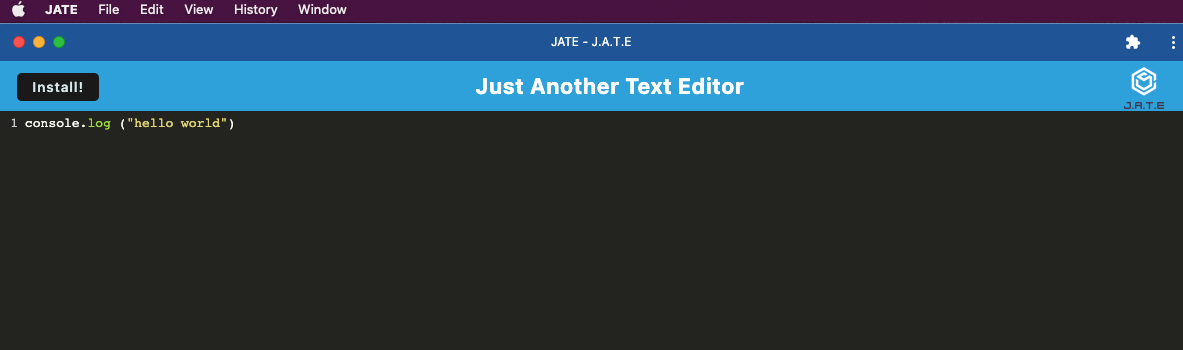 JATE File Edit View History Window
JATE - J.A.T.E
Install! Just Another Text Editor
J.A.T.E
1 console.log ("hello world")